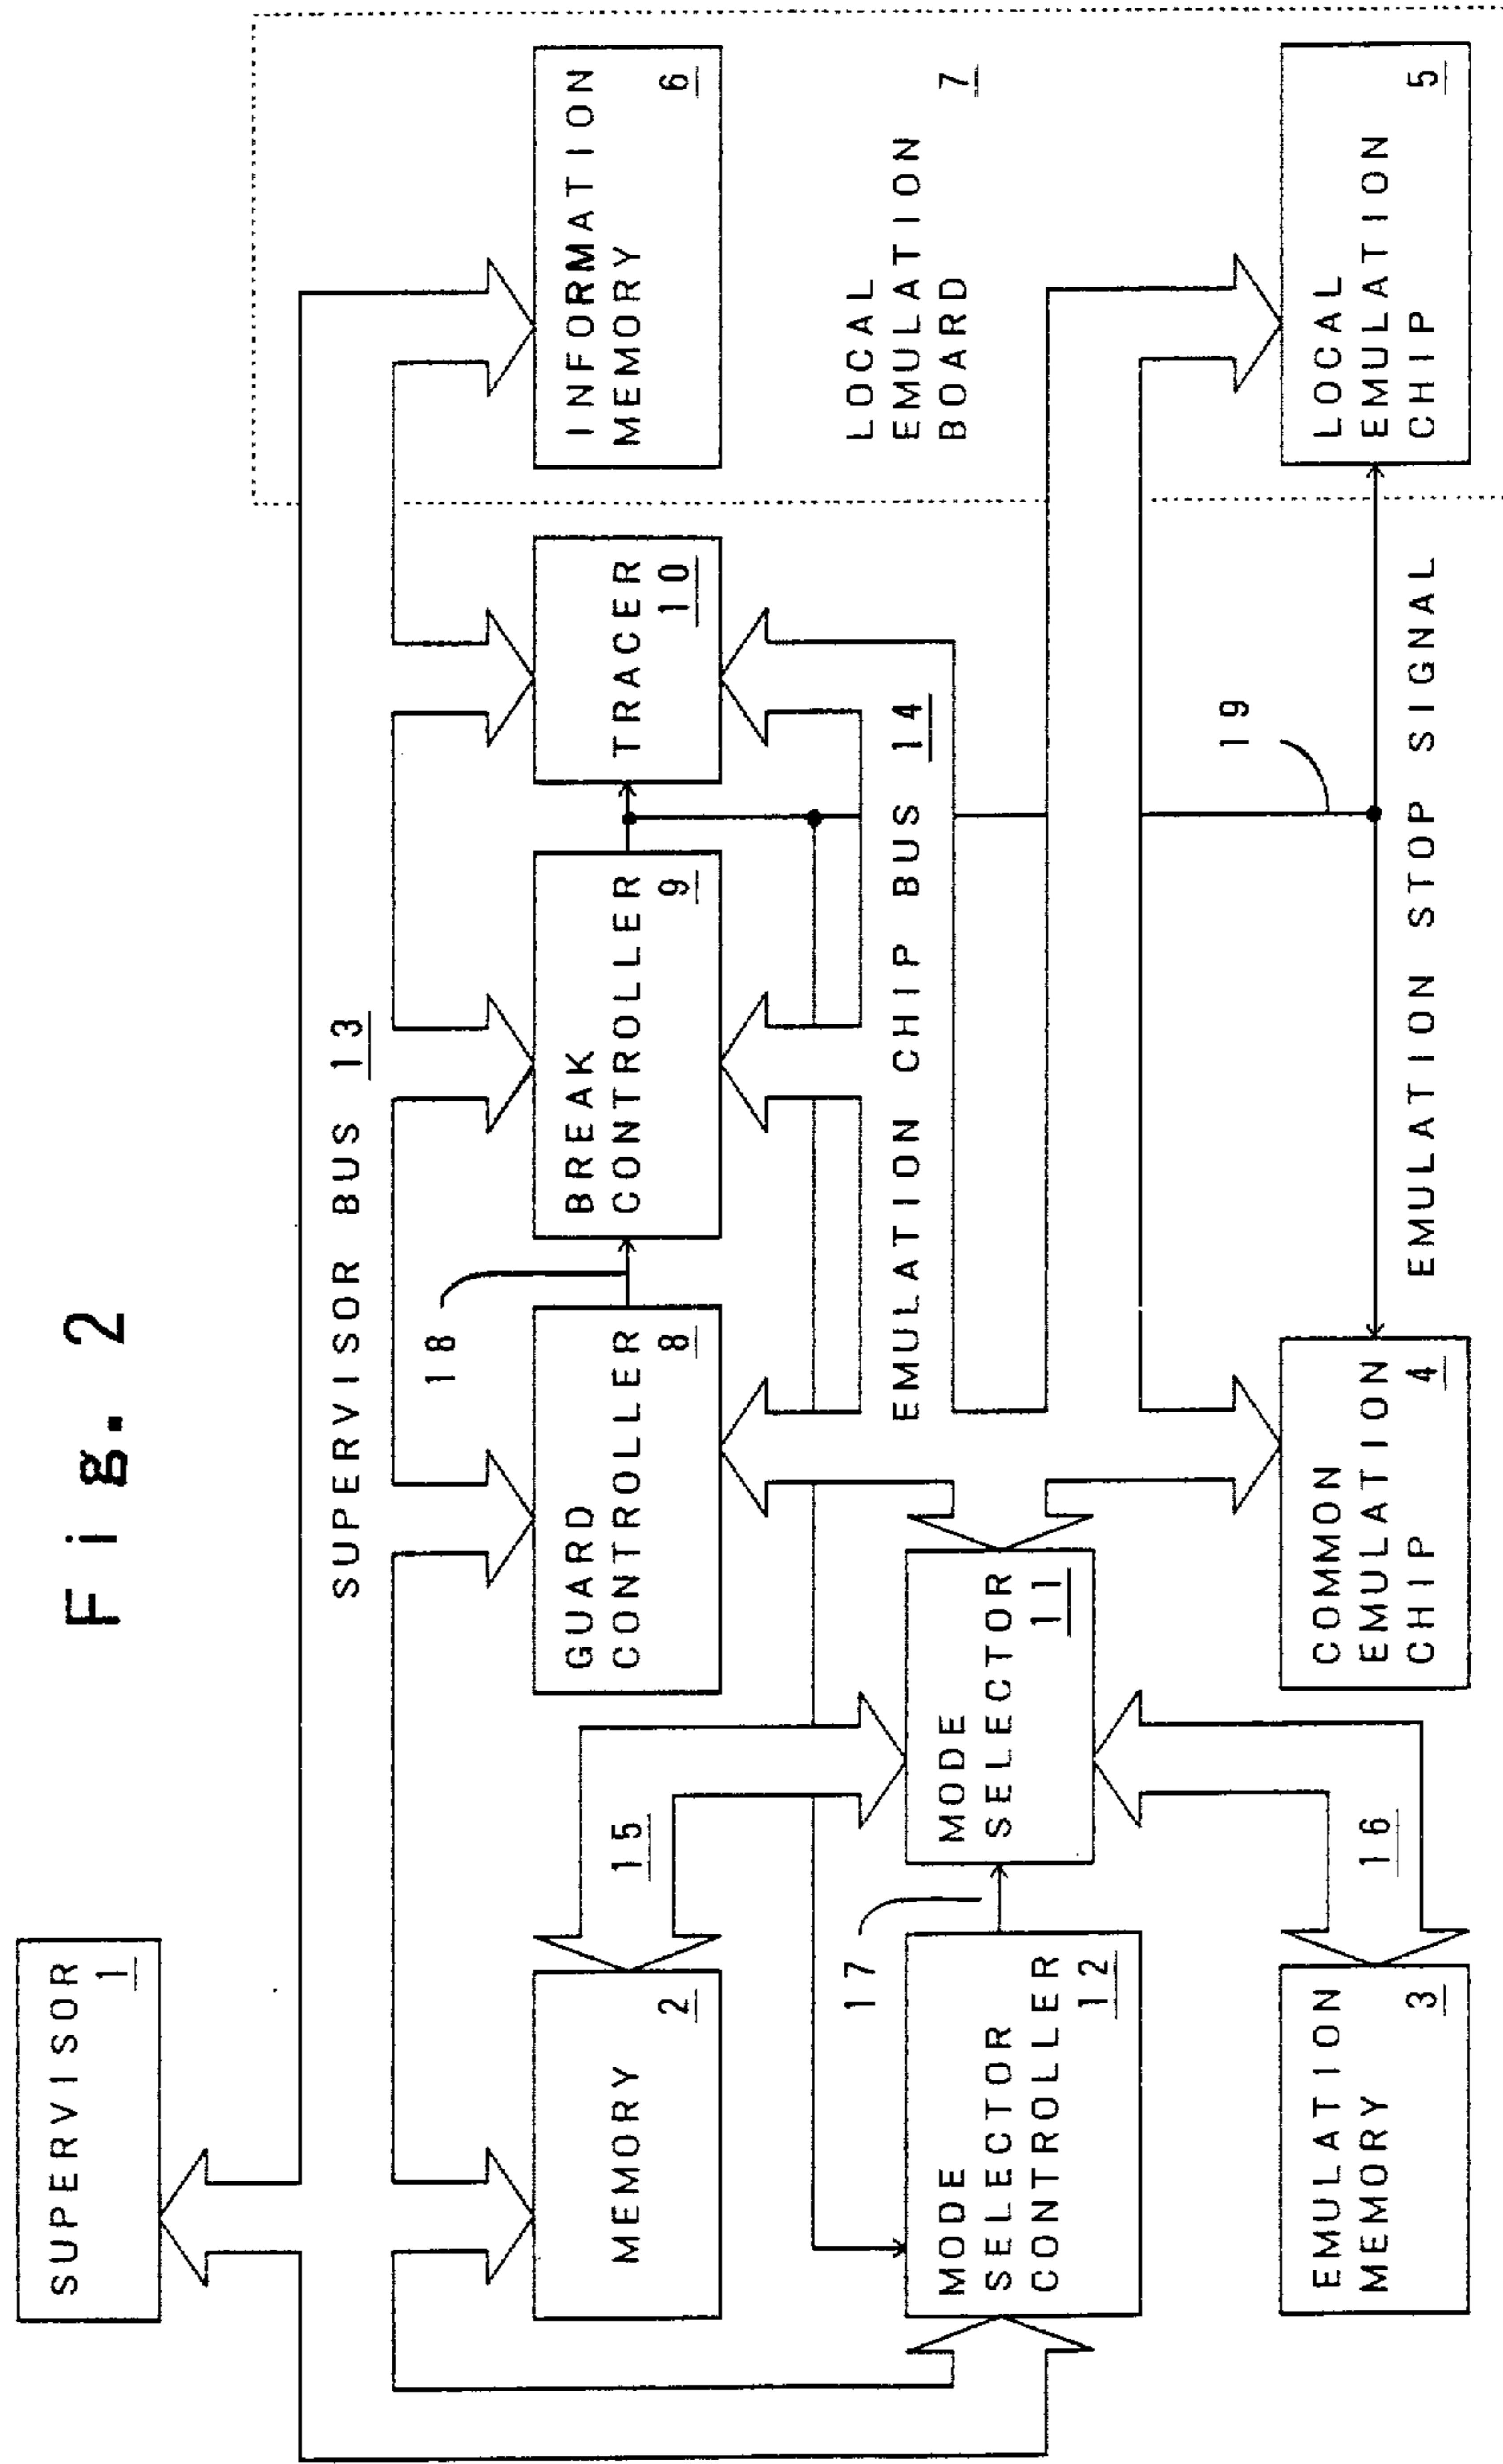 Fig. 2
SUPERVISOR
1
SUPERVISOR BUS 13
18
MEMORY
2
15
GUARD
CONTROLLER
8
BREAK
CONTROLLER
9
TRACER
10
INFORMATION
MEMORY
6
17
MODE
SELECTOR
CONTROLLER
12
MODE
SELECTOR
11
EMULATION CHIP BUS 14
LOCAL
EMULATION
BOARD
7
19
16
EMULATION
MEMORY
3
COMMON
EMULATION
CHIP
4
EMULATION STOP SIGNAL
LOCAL
EMULATION
CHIP
5